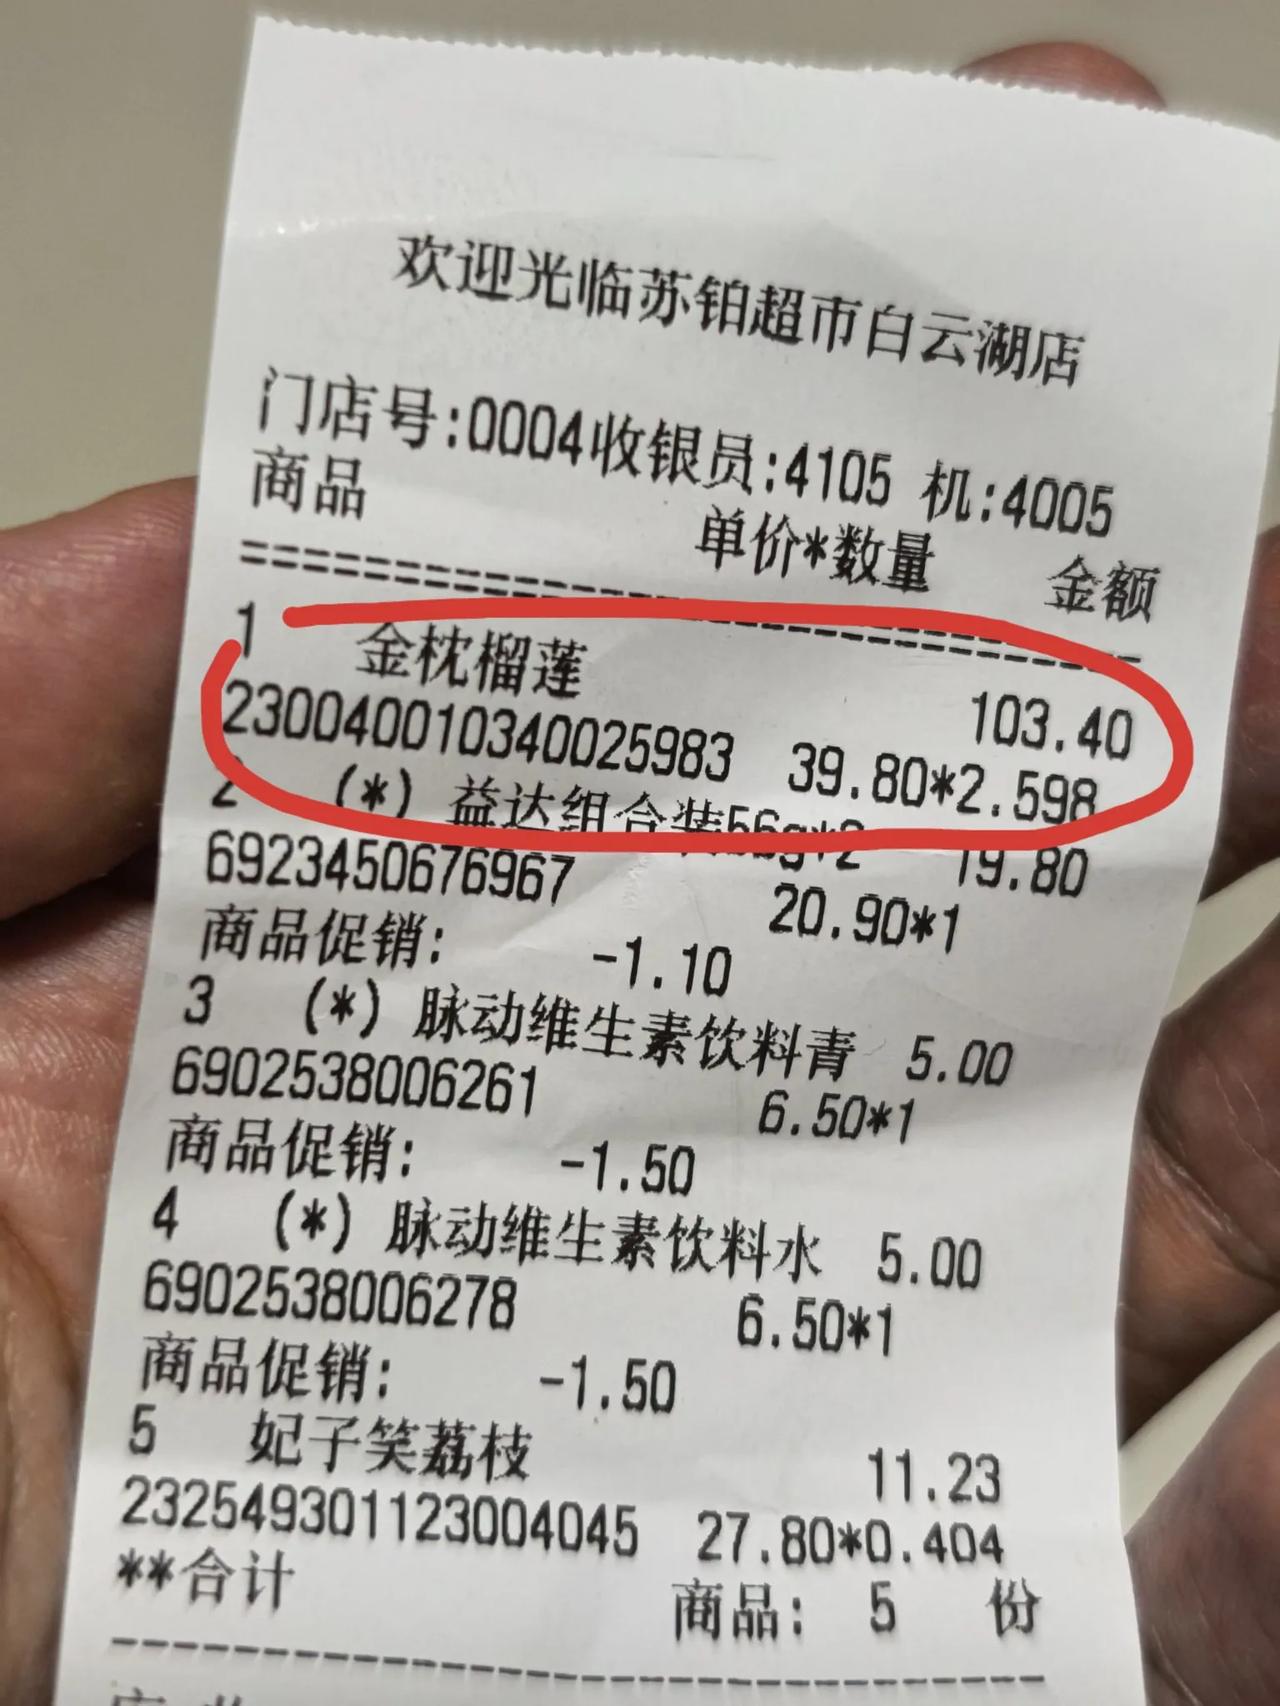 欢迎光临苏铂超市白云湖店
门店号:0004收银员:4105 机:4005
商品 单价*数量 金额
1 金枕榴莲 103.40
230040010340025983 39.80*2.598
2 (*) 益达组合装56g*2 19.80
6923450676967 20.90*1
商品促销: -1.10
3 (*) 脉动维生素饮料青 5.00
6902538006261 6.50*1
商品促销: -1.50
4 (*) 脉动维生素饮料水 5.00
6902538006278 6.50*1
商品促销: -1.50
5 妃子笑荔枝 11.23
232549301123004045 27.80*0.404
**合计 商品: 5 份